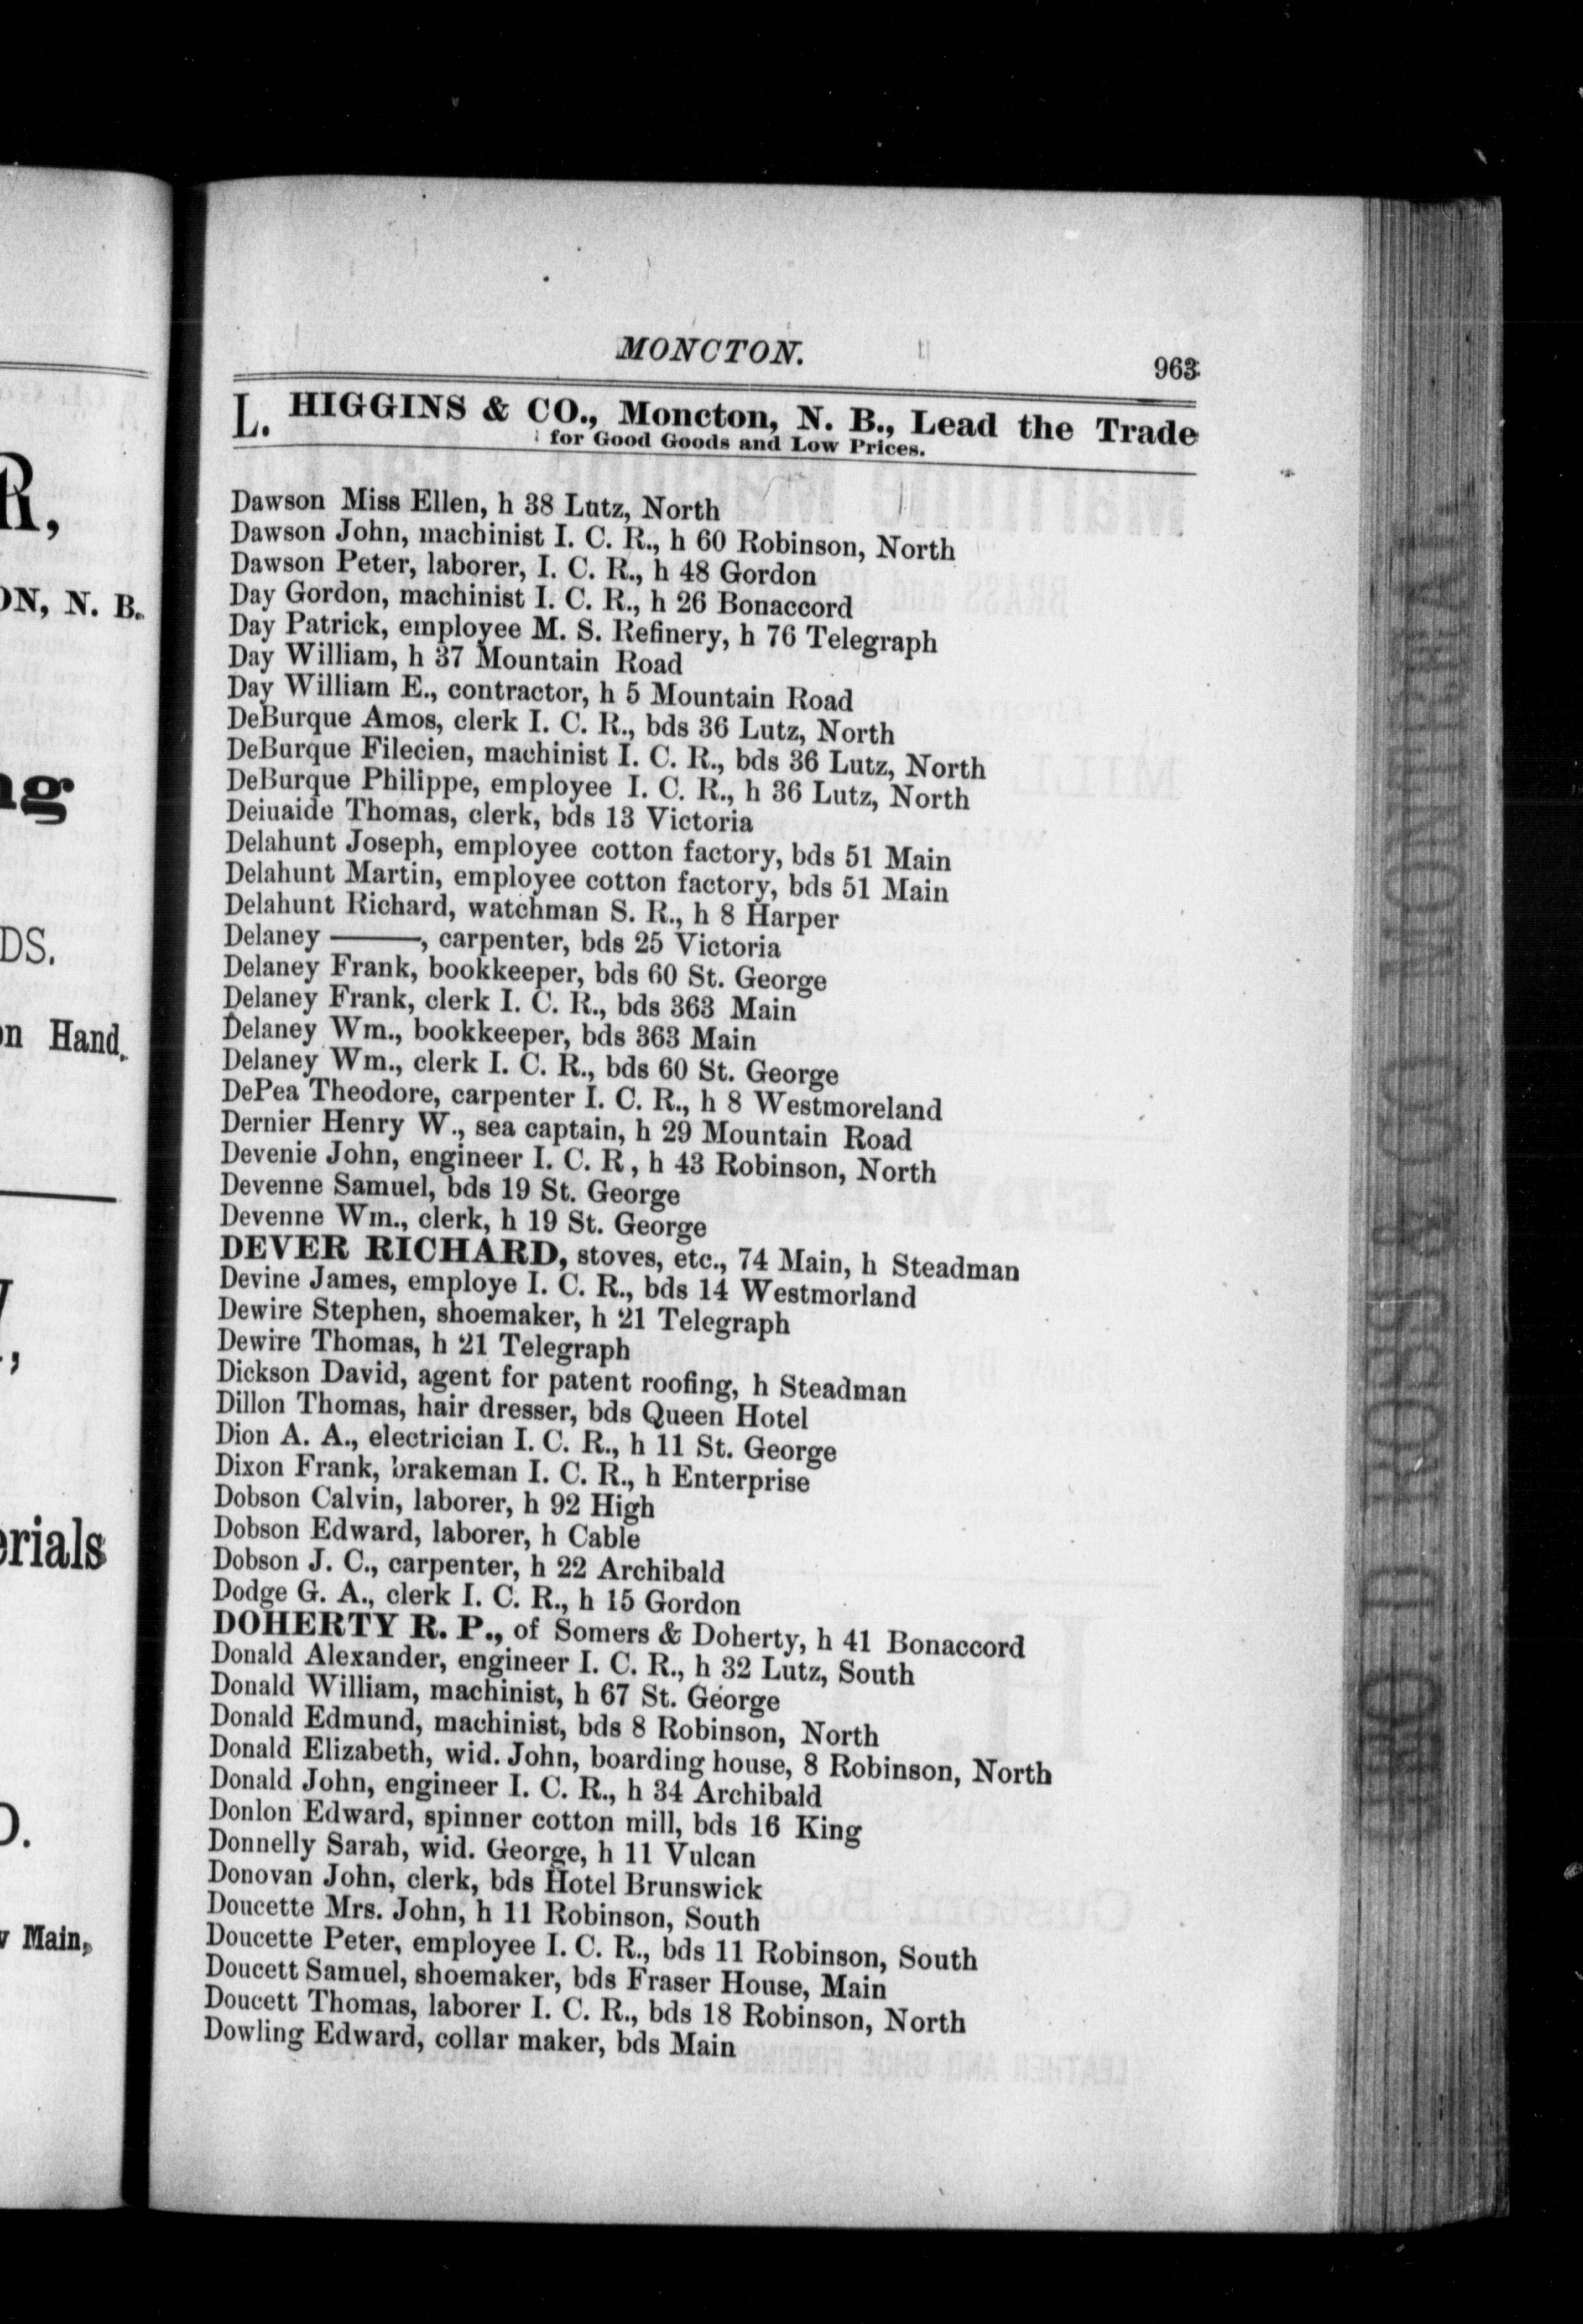 R,
ON, N. B.
ng
DS.
on Hand.
erials
O.
w Main,
MONCTON.
963
L. HIGGINS & CO., Moncton, N. B., Lead the Trade
for Good Goods and Low Prices.
Dawson Miss Ellen, h 38 Lutz, North
Dawson John, machinist I. C. R., h 60 Robinson, North
Dawson Peter, laborer, I. C. R., h 48 Gordon
Day Gordon, machinist I. C. R., h 26 Bonaccord
Day Patrick, employee M. S. Refinery, h 76 Telegraph
Day William, h 37 Mountain Road
Day William E., contractor, h 5 Mountain Road
DeBurque Amos, clerk I. C. R., bds 36 Lutz, North
DeBurque Filecien, machinist I. C. R., bds 36 Lutz, North
DeBurque Philippe, employee I. C. R., h 36 Lutz, North
Deiuaide Thomas, clerk, bds 13 Victoria
Delahunt Joseph, employee cotton factory, bds 51 Main
Delahunt Martin, employee cotton factory, bds 51 Main
Delahunt Richard, watchman S. R., h 8 Harper
Delaney ———, carpenter, bds 25 Victoria
Delaney Frank, bookkeeper, bds 60 St. George
Delaney Frank, clerk I. C. R., bds 363 Main
Delaney Wm., bookkeeper, bds 363 Main
Delaney Wm., clerk I. C. R., bds 60 St. George
DePea Theodore, carpenter I. C. R., h 8 Westmoreland
Dernier Henry W., sea captain, h 29 Mountain Road
Devenie John, engineer I. C. R, h 43 Robinson, North
Devenne Samuel, bds 19 St. George
Devenne Wm., clerk, h 19 St. George
DEVER RICHARD, stoves, etc., 74 Main, h Steadman
Devine James, employe I. C. R., bds 14 Westmorland
Dewire Stephen, shoemaker, h 21 Telegraph
Dewire Thomas, h 21 Telegraph
Dickson David, agent for patent roofing, h Steadman
Dillon Thomas, hair dresser, bds Queen Hotel
Dion A. A., electrician I. C. R., h 11 St. George
Dixon Frank, brakeman I. C. R., h Enterprise
Dobson Calvin, laborer, h 92 High
Dobson Edward, laborer, h Cable
Dobson J. C., carpenter, h 22 Archibald
Dodge G. A., clerk I. C. R., h 15 Gordon
DOHERTY R. P., of Somers & Doherty, h 41 Bonaccord
Donald Alexander, engineer I. C. R., h 32 Lutz, South
Donald William, machinist, h 67 St. George
Donald Edmund, machinist, bds 8 Robinson, North
Donald Elizabeth, wid. John, boarding house, 8 Robinson, North
Donald John, engineer I. C. R., h 34 Archibald
Donlon Edward, spinner cotton mill, bds 16 King
Donnelly Sarah, wid. George, h 11 Vulcan
Donovan John, clerk, bds Hotel Brunswick
Doucette Mrs. John, h 11 Robinson, South
Doucette Peter, employee I. C. R., bds 11 Robinson, South
Doucett Samuel, shoemaker, bds Fraser House, Main
Doucett Thomas, laborer I. C. R., bds 18 Robinson, North
Dowling Edward, collar maker, bds Main